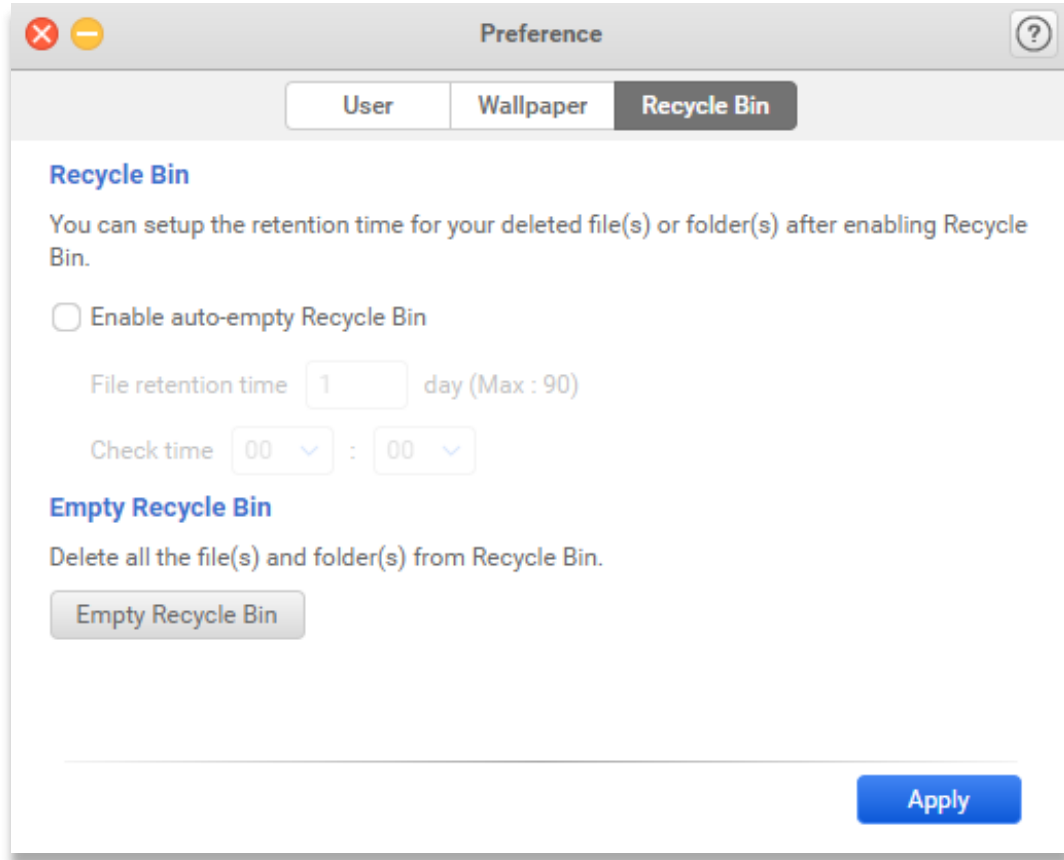 Preference
?
User Wallpaper Recycle Bin
Recycle Bin
You can setup the retention time for your deleted file(s) or folder(s) after enabling Recycle
Bin.
Enable auto-empty Recycle Bin
File retention time 1 day (Max : 90)
Check time 00 : 00
Empty Recycle Bin
Delete all the file(s) and folder(s) from Recycle Bin.
Empty Recycle Bin
Apply